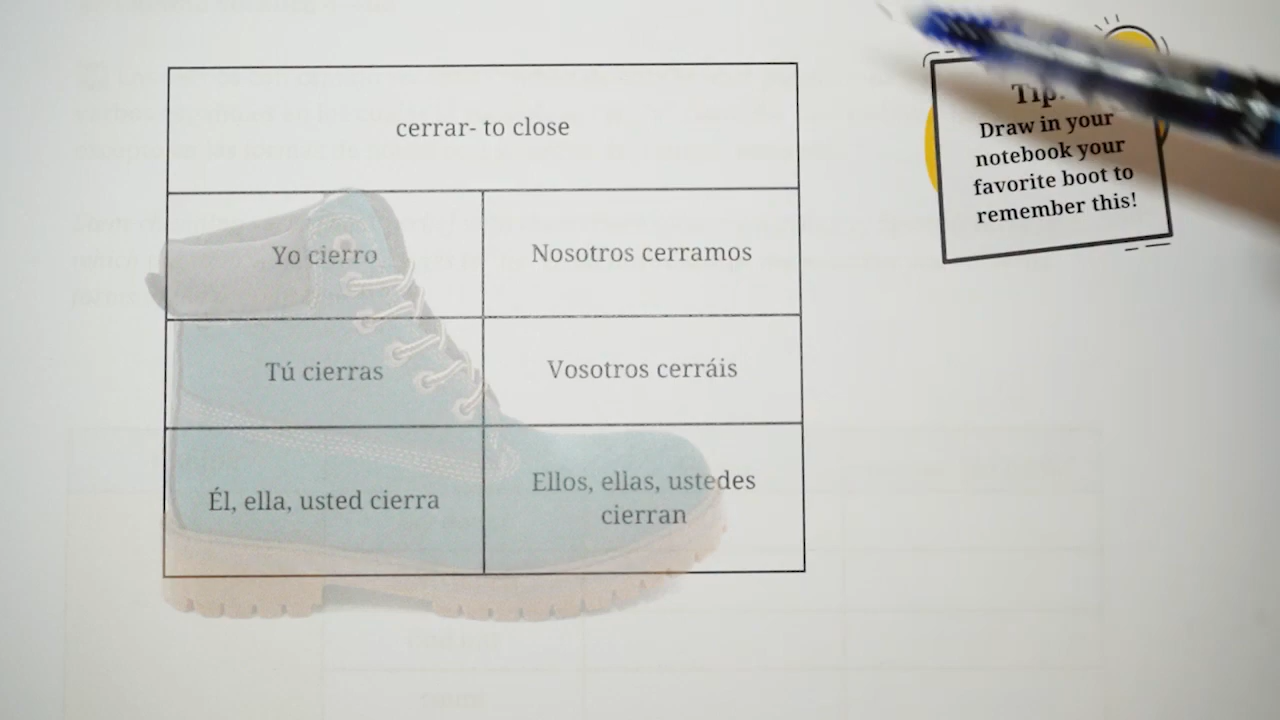 cerrar- to close
Yo cierro
Nosotros cerramos
Tú cierras
Vosotros cerráis
Él, ella, usted cierra
Ellos, ellas, ustedes
cierran
Tip:
Draw in your
notebook your
favorite boot to
remember this!